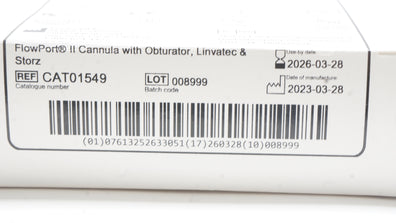 FlowPort® II Cannula with Obturator, Linvatec &
Storz
Use by date
2026-03-28
REF CAT01549
Catalogue number
LOT 008999
Batch code
Date of manufacture
2023-03-28
(01)07613252633051(17)260328(10)008999